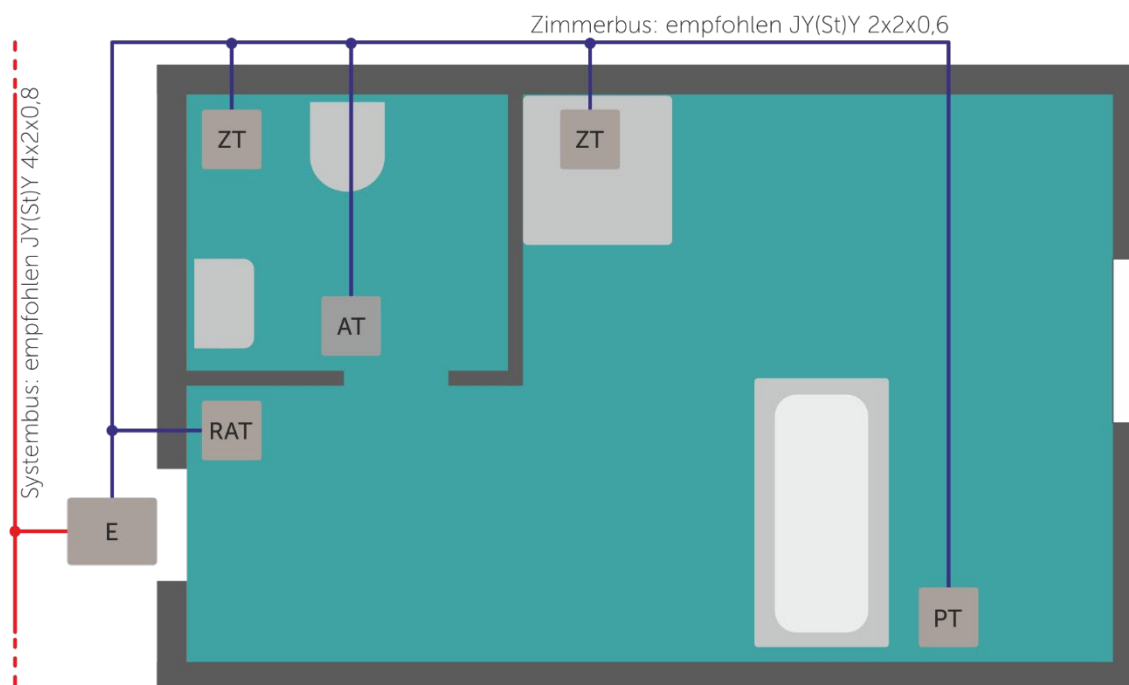 Zimmerbus: empfohlen JY(St)Y 2x2x0,6
Systembus: empfohlen JY(St)Y 4x2x0,8
ZT
ZT
AT
RAT
E
PT